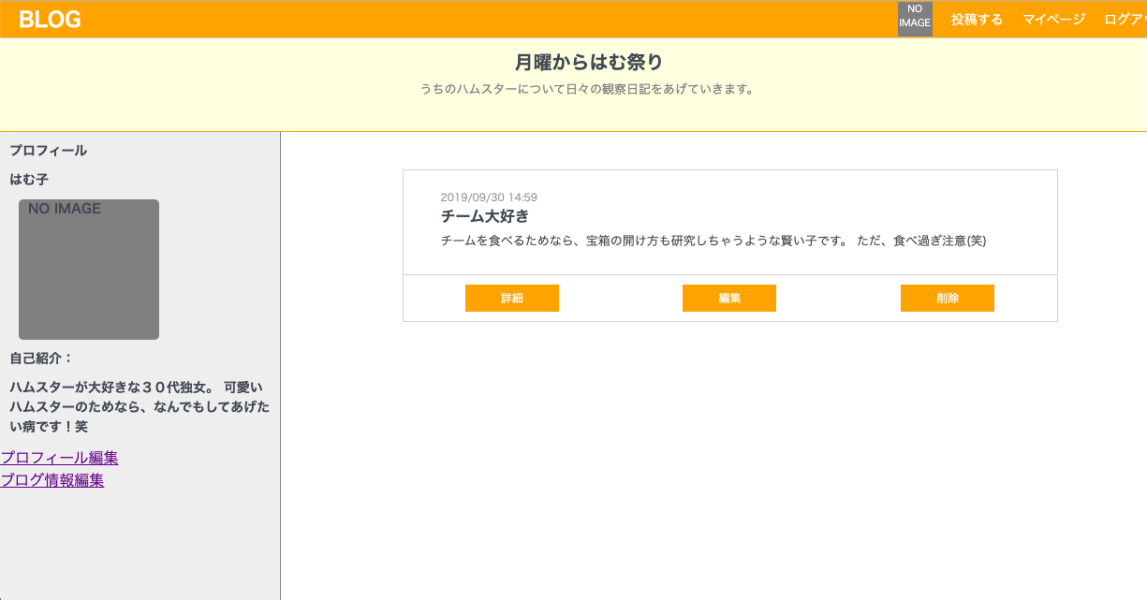 BLOG
NO
IMAGE
投稿する
マイページ
ログア
月曜からはむ祭り
うちのハムスターについて日々の観察日記をあげていきます。
プロフィール
はむ子
NO IMAGE
自己紹介：
ハムスターが大好きな３０代独女。 可愛い
ハムスターのためなら、なんでもしてあげた
い病です！笑
プロフィール編集
ブログ情報編集
2019/09/30 14:59
チーム大好き
チームを食べるためなら、宝箱の開け方も研究しちゃうような賢い子です。 ただ、食べ過ぎ注意(笑)
詳細
編集
削除